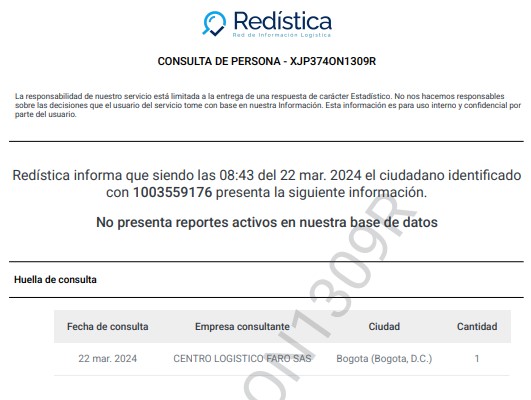 Redística
Red de Información Logística
CONSULTA DE PERSONA - XJP374ON1309R
La responsabilidad de nuestro servicio está limitada a la entrega de una respuesta de carácter Estadístico. No nos hacemos responsables
sobre las decisiones que el usuario del servicio tome con base en nuestra Información. Esta información es para uso interno y confidencial por
parte del usuario.
Redística informa que siendo las 08:43 del 22 mar. 2024 el ciudadano identificado
con 1003559176 presenta la siguiente información.
No presenta reportes activos en nuestra base de datos
Huella de consulta
Fecha de consulta Empresa consultante Ciudad Cantidad
22 mar. 2024 CENTRO LOGISTICO FARO SAS Bogota (Bogota, D.C.) 1
ON1309R